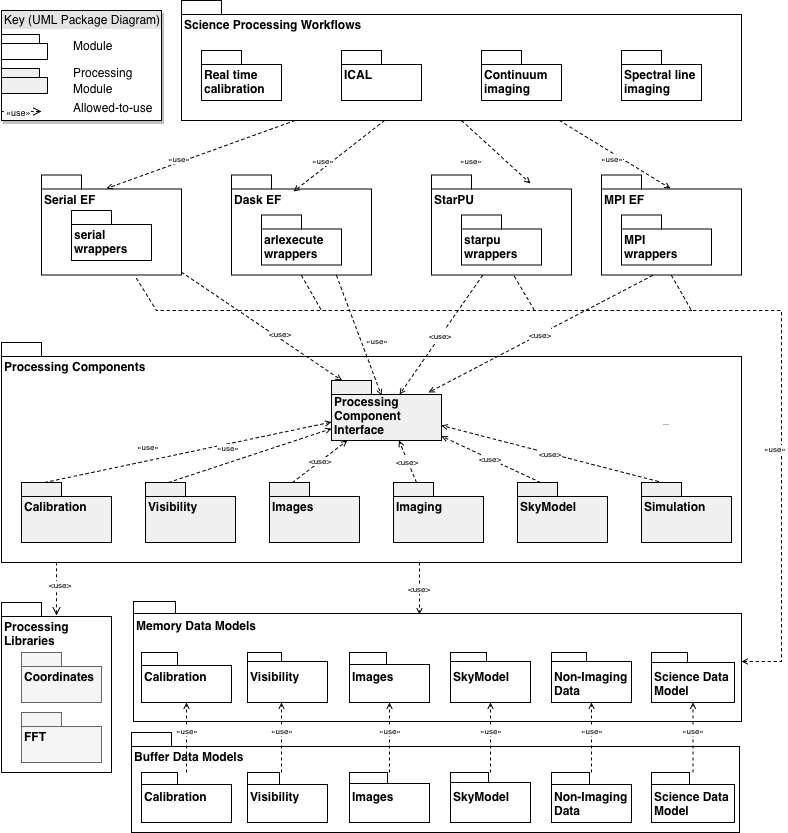 Key (UML Package Diagram)
Module
Processing
Module
«use»
Allowed-to-use
Science Processing Workflows
Real time
calibration
ICAL
Continuum
imaging
Spectral line
imaging
«use»
«use»
«use»
«use»
Serial EF
serial
wrappers
Dask EF
arlexecute
wrappers
StarPU
starpu
wrappers
MPI EF
MPI
wrappers
<use>
«use»
<use>
<use>
Processing Components
Processing
Component
Interface
«use»
«use»
<use>
<use>
<use>
<use>
«use»
Calibration
Visibility
Images
Imaging
SkyModel
Simulation
<use>
<use>
Processing
Libraries
Coordinates
FFT
Memory Data Models
Calibration
Visibility
Images
SkyModel
Non-Imaging
Data
Science Data
Model
«use»
«use»
«use»
«use»
«use»
«use»
Buffer Data Models
Calibration
Visibility
Images
SkyModel
Non-Imaging
Data
Science Data
Model